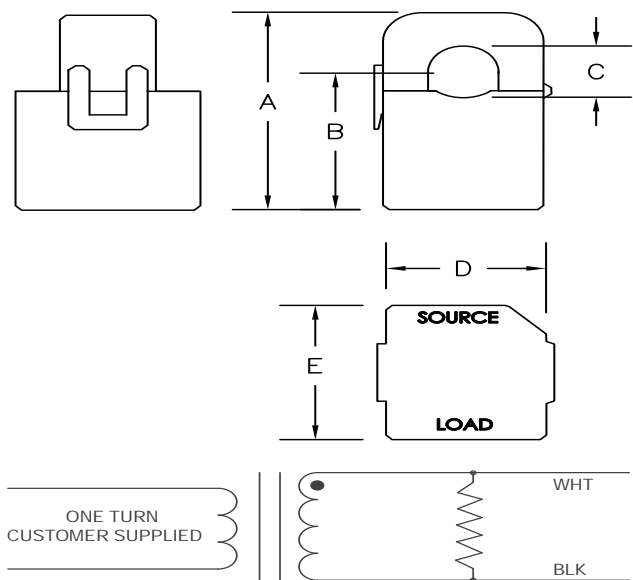 A
B
C
D
E
SOURCE
LOAD
ONE TURN
CUSTOMER SUPPLIED
WHT
BLK